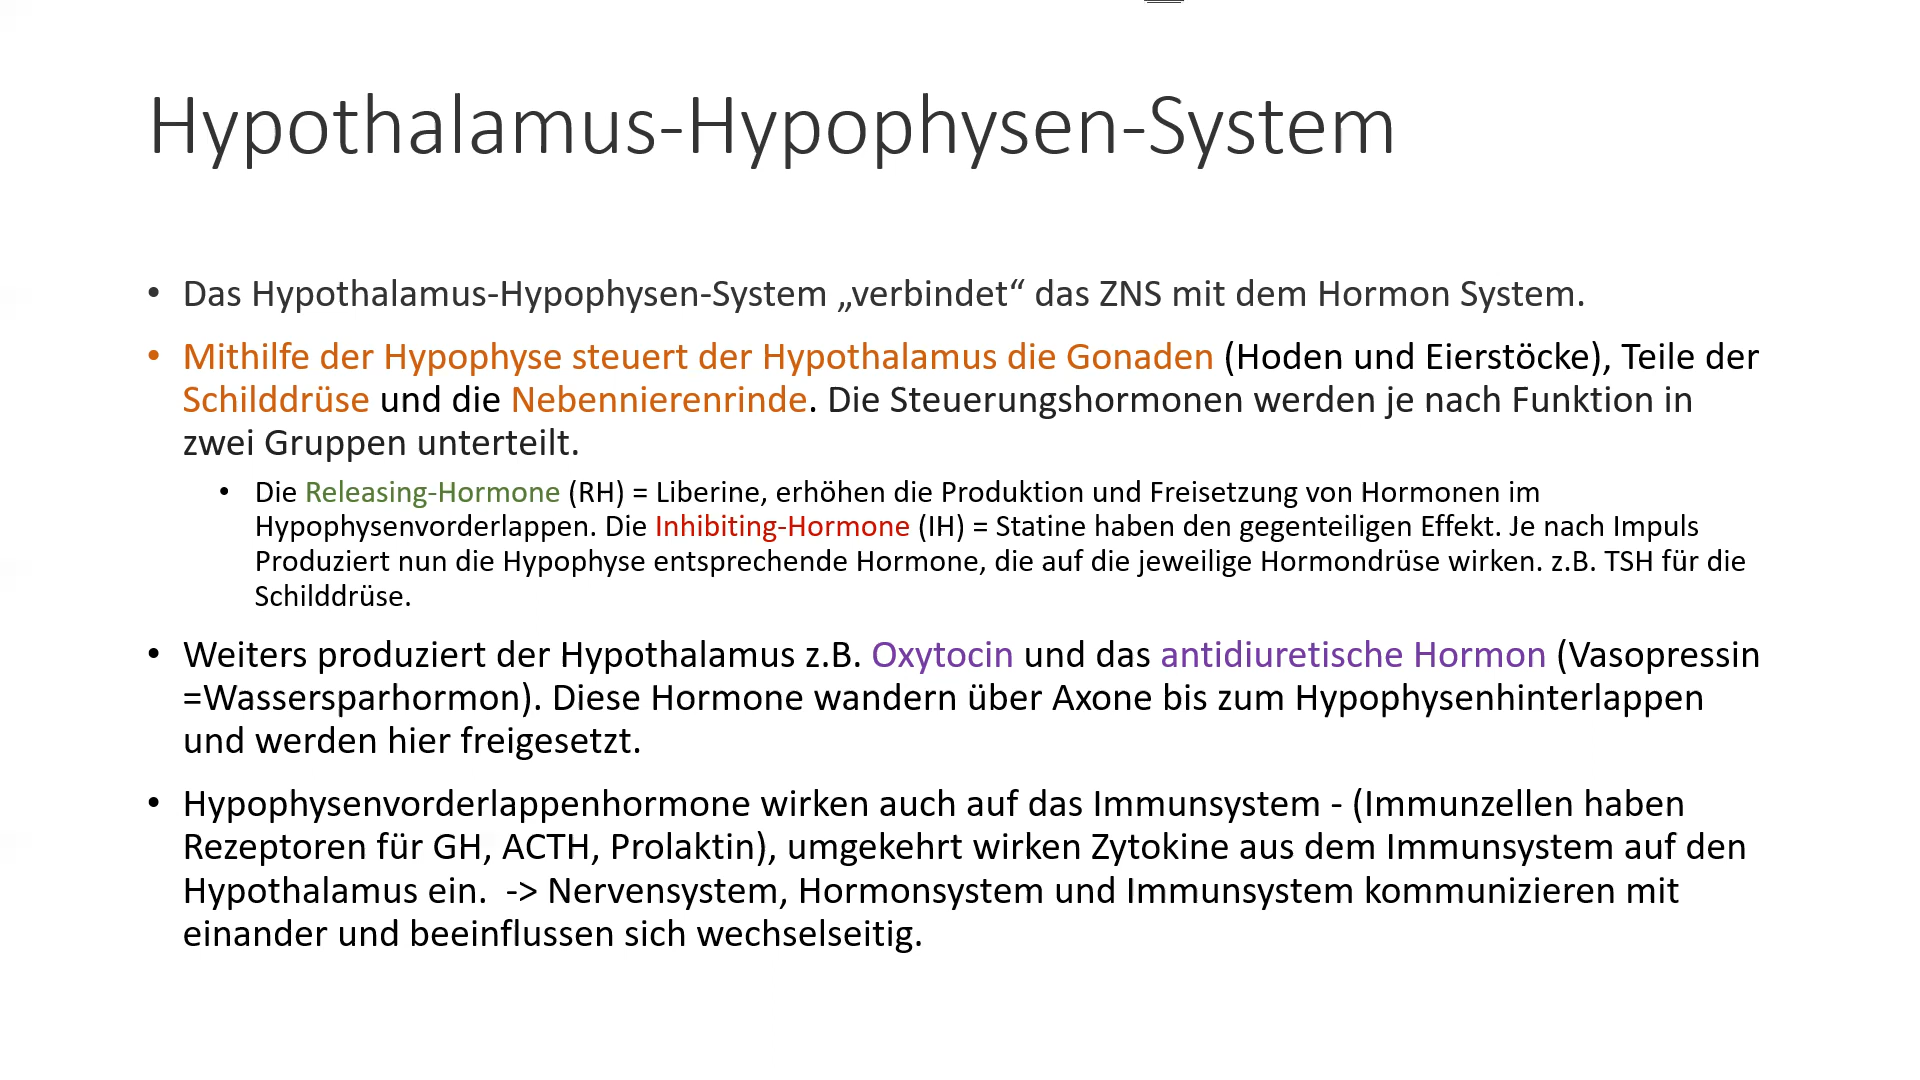 Hypothalamus-Hypophysen-System
• Das Hypothalamus-Hypophysen-System „verbindet“ das ZNS mit dem Hormon System.
• Mithilfe der Hypophyse steuert der Hypothalamus die Gonaden (Hoden und Eierstöcke), Teile der
Schilddrüse und die Nebennierenrinde. Die Steuerungshormonen werden je nach Funktion in
zwei Gruppen unterteilt.
• Die Releasing-Hormone (RH) = Liberine, erhöhen die Produktion und Freisetzung von Hormonen im
Hypophysenvorderlappen. Die Inhibiting-Hormone (IH) = Statine haben den gegenteiligen Effekt. Je nach Impuls
Produziert nun die Hypophyse entsprechende Hormone, die auf die jeweilige Hormondrüse wirken. z.B. TSH für die
Schilddrüse.
• Weiters produziert der Hypothalamus z.B. Oxytocin und das antidiuretische Hormon (Vasopressin
=Wassersparhormon). Diese Hormone wandern über Axone bis zum Hypophysenhinterlappen
und werden hier freigesetzt.
• Hypophysenvorderlappenhormone wirken auch auf das Immunsystem - (Immunzellen haben
Rezeptoren für GH, ACTH, Prolaktin), umgekehrt wirken Zytokine aus dem Immunsystem auf den
Hypothalamus ein.  -> Nervensystem, Hormonsystem und Immunsystem kommunizieren mit
einander und beeinflussen sich wechselseitig.